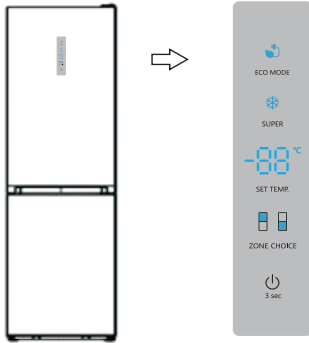 ECO MODE
SUPER
-88°C
SET TEMP.
ZONE CHOICE
3 sec